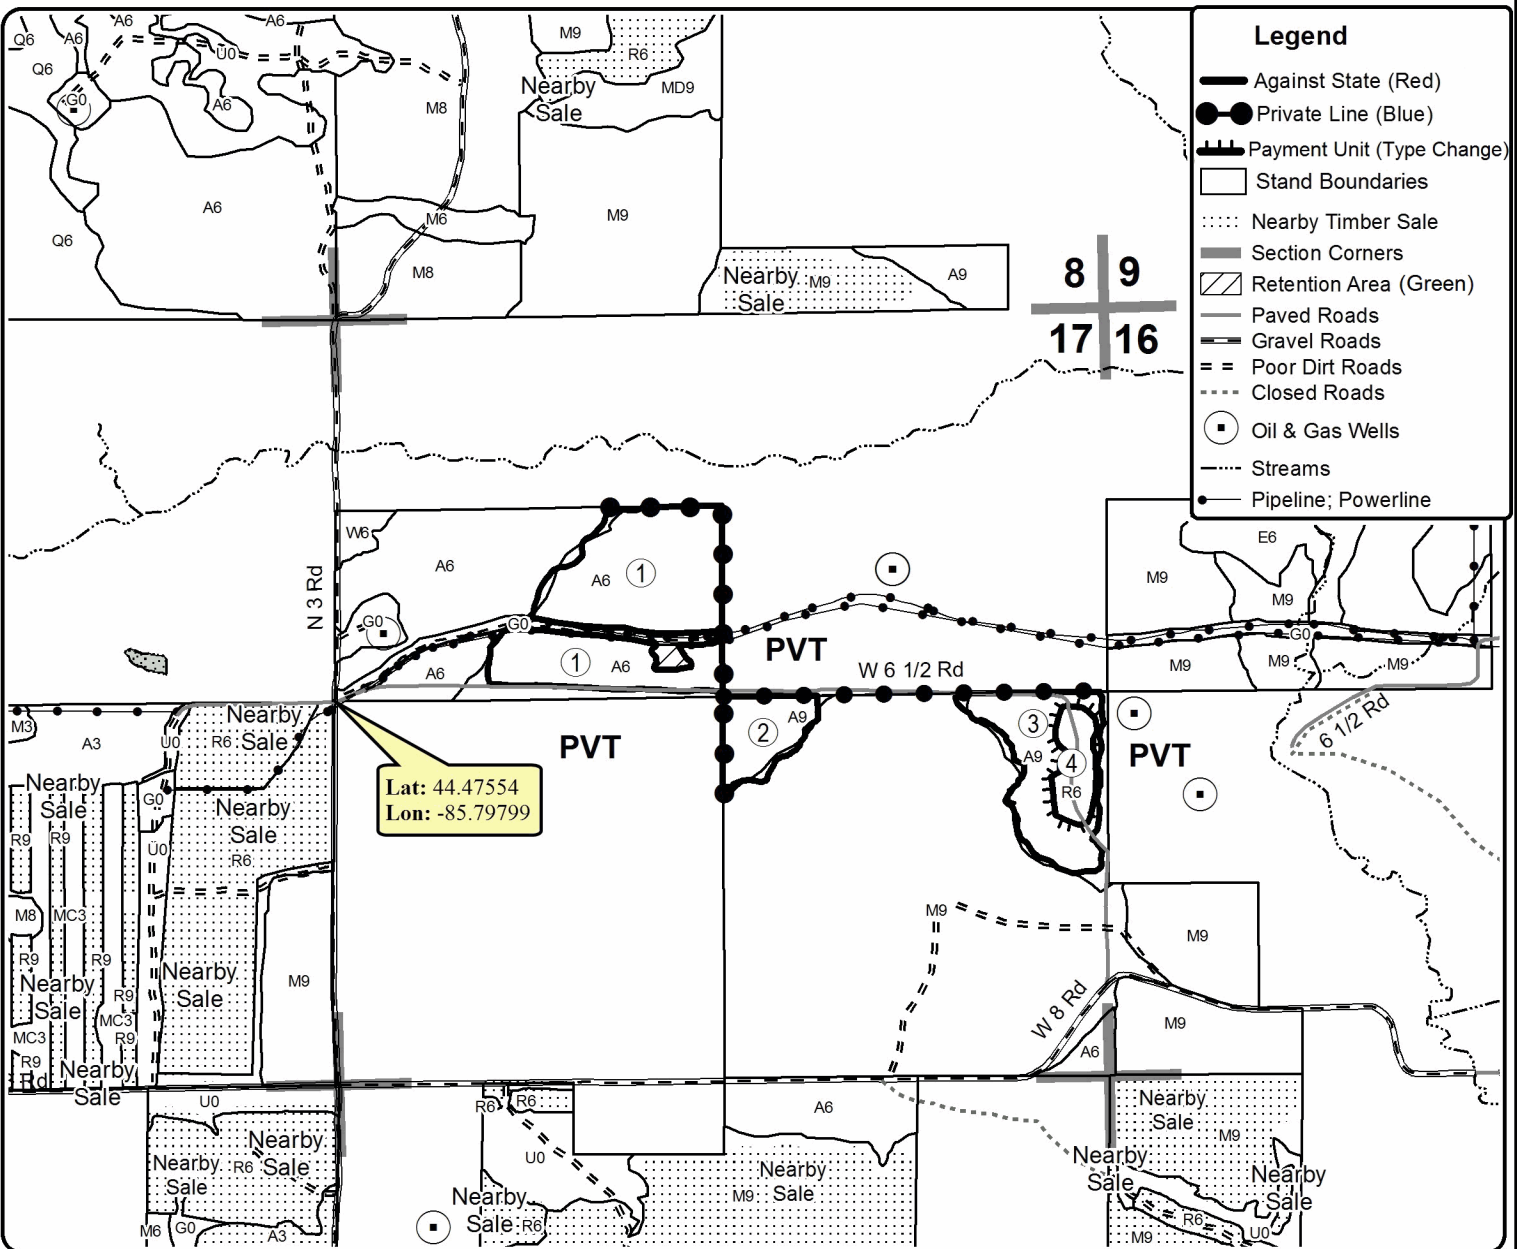 Legend
Against State (Red)
Private Line (Blue)
Payment Unit (Type Change)
Stand Boundaries
Nearby Timber Sale
Section Corners
Retention Area (Green)
Paved Roads
Gravel Roads
Poor Dirt Roads
Closed Roads
Oil & Gas Wells
Streams
Pipeline; Powerline
Q6
A6
A6
U0
A6
Q6
G0
A6
M8
A6
Q6
M6
M8
M9
R6
Nearby
Sale
MD9
M9
Nearby
Sale
M9
A9
8
9
17
16
W6
A6
A6
1
N 3 Rd
G0
G0
A6
1
A6
PVT
W 6 1/2 Rd
E6
M9
M9
G0
M9
M9
M9
6 1/2 Rd
M3
A3
U0
Nearby
R6
Sale
PVT
A9
2
3
A9
4
R6
PVT
Lat: 44.47554
Lon: -85.79799
Nearby
Sale
G0
Nearby
Sale
R9
R9
U0
R6
M8
MC3
M9
M9
R9
R9
Nearby
Sale
Nearby
Sale
M9
R9
MC3
MC3
R9
R9
Rd
Nearby
Sale
W 8 Rd
M9
A6
U0
R6
R6
A6
Nearby
Sale
M9
Nearby
Sale
R6
Nearby
Sale
U0
Nearby
Sale
M9
Nearby
Sale
Nearby
Sale
Nearby
Sale
R6
R6
M6
G0
A3
U0
M9